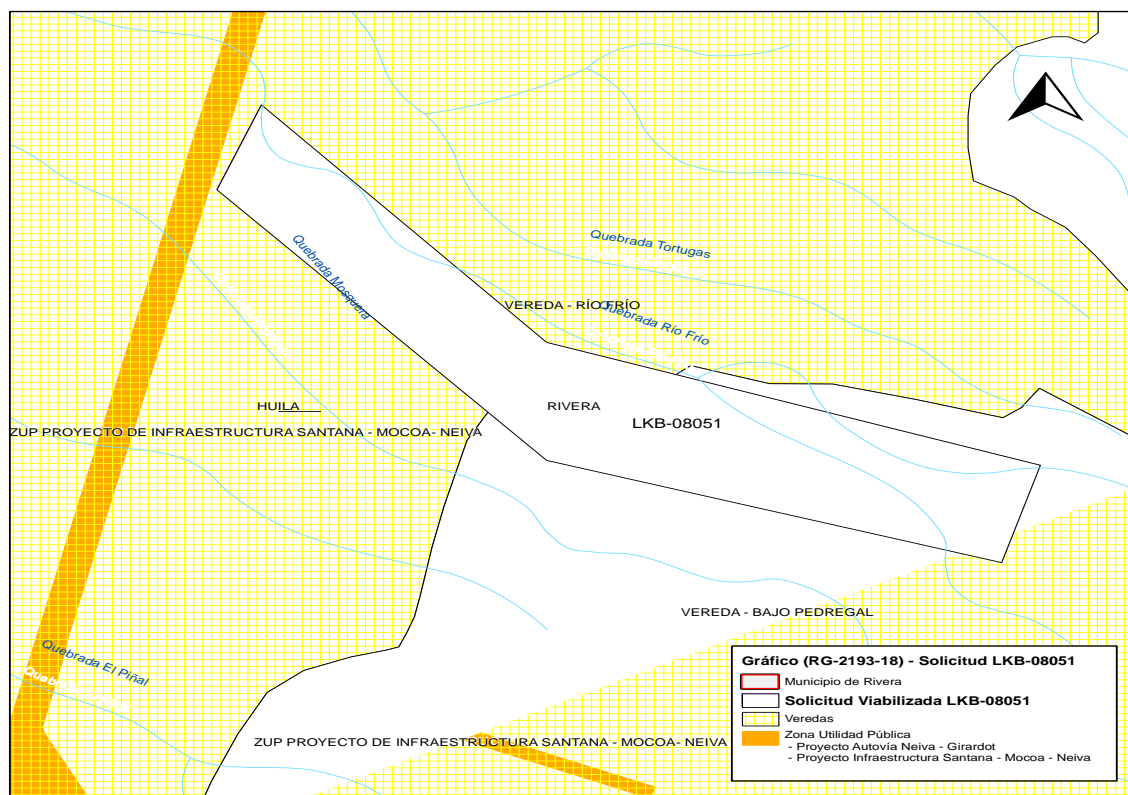 Quebrada Tortugas
Quebrada Mosquera
VEREDA - RÍO FRÍO
Quebrada Río Frío
HUILA
RIVERA
LKB-08051
ZUP PROYECTO DE INFRAESTRUCTURA SANTANA - MOCOA- NEIVA
VEREDA - BAJO PEDREGAL
Quebrada El Piñal
ZUP PROYECTO DE INFRAESTRUCTURA SANTANA - MOCOA- NEIVA
Gráfico (RG-2193-18) - Solicitud LKB-08051
Municipio de Rivera
Solicitud Viabilizada LKB-08051
Veredas
Zona Utilidad Pública
- Proyecto Autovía Neiva - Girardot
- Proyecto Infraestructura Santana - Mocoa - Neiva